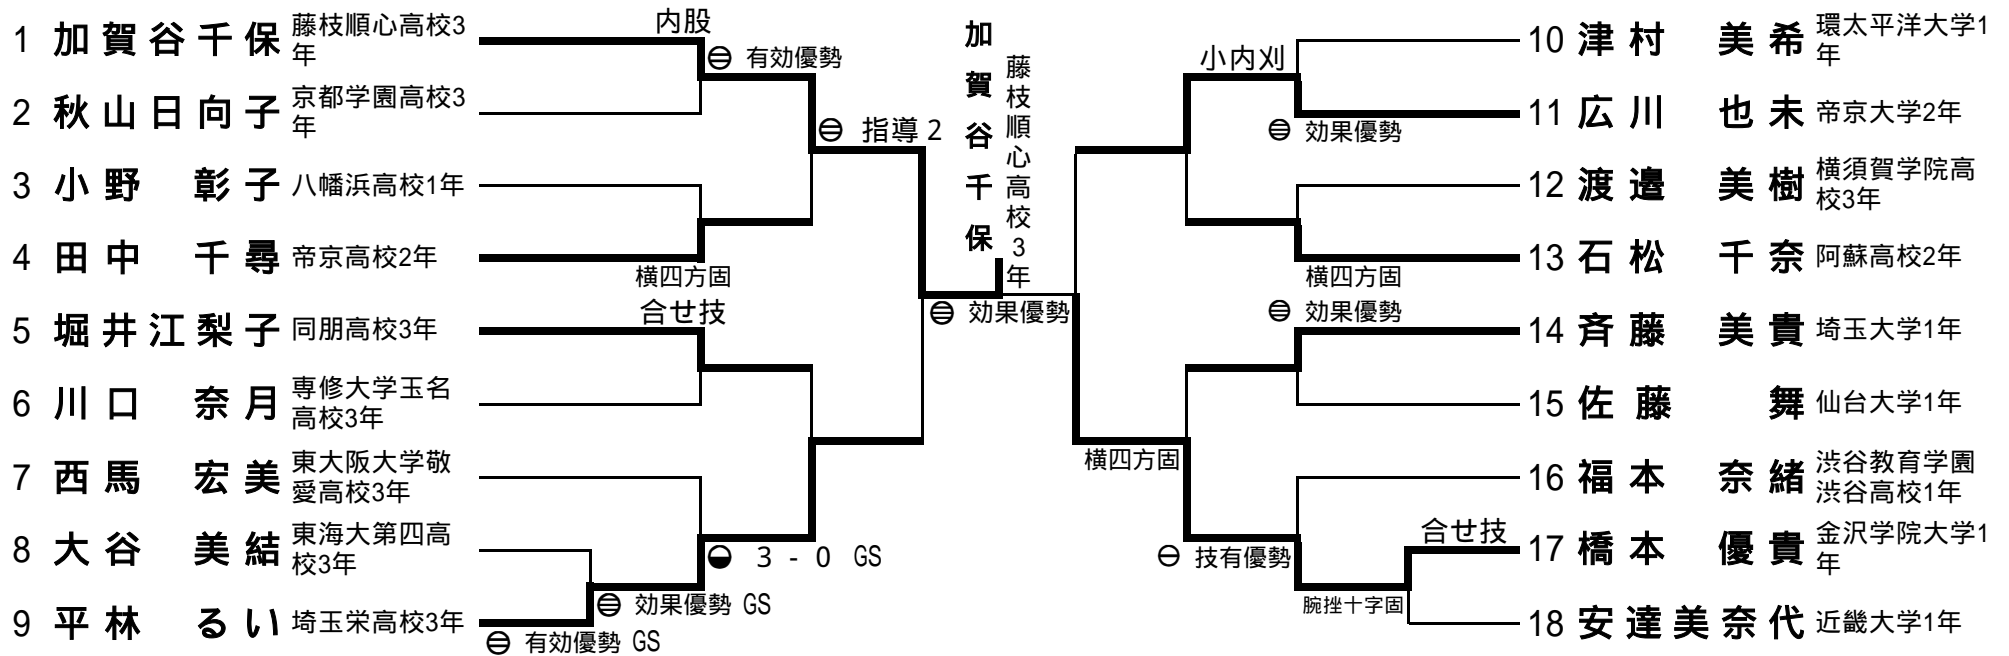 1 加賀谷千保 藤枝順心高校3
年
2 秋山日向子 京都学園高校3
年
3 小野 彰子 八幡浜高校1年
4 田中 千尋 帝京高校2年
5 堀井江梨子 同朋高校3年
6 川口 奈月 専修大学玉名
高校3年
7 西馬 宏美 東大阪大学敬
愛高校3年
8 大谷 美結 東海大第四高
校3年
9 平林 るい 埼玉栄高校3年
内股
有効優勢
指導2
横四方固
合せ技
3-0 GS
効果優勢 GS
有効優勢 GS
加賀谷千保
藤枝順心高校3年
効果優勢
小内刈
効果優勢
横四方固
効果優勢
横四方固
技有優勢
合せ技
腕挫十字固
10 津村 美希 環太平洋大学1
年
11 広川 也未 帝京大学2年
12 渡邉 美樹 横須賀学院高
校3年
13 石松 千奈 阿蘇高校2年
14 斉藤 美貴 埼玉大学1年
15 佐藤 舞 仙台大学1年
16 福本 奈緒 渋谷教育学園
渋谷高校1年
17 橋本 優貴 金沢学院大学1
年
18 安達美奈代 近畿大学1年